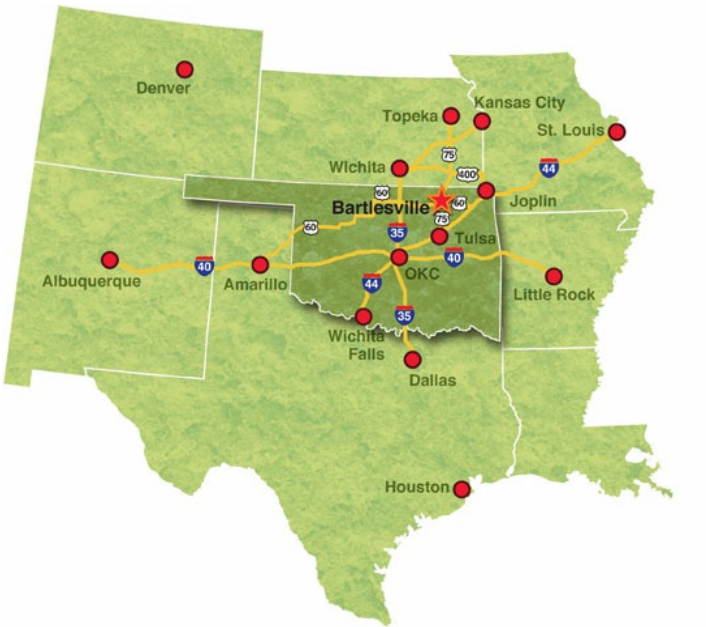 Denver
Topeka
Kansas City
St. Louis
75
44
Wichita
400
60
Joplin
Bartlesville
60
75
60
35
Tulsa
40
OKC
Albuquerque
40
Amarillo
44
Little Rock
35
Wichita
Falls
Dallas
Houston